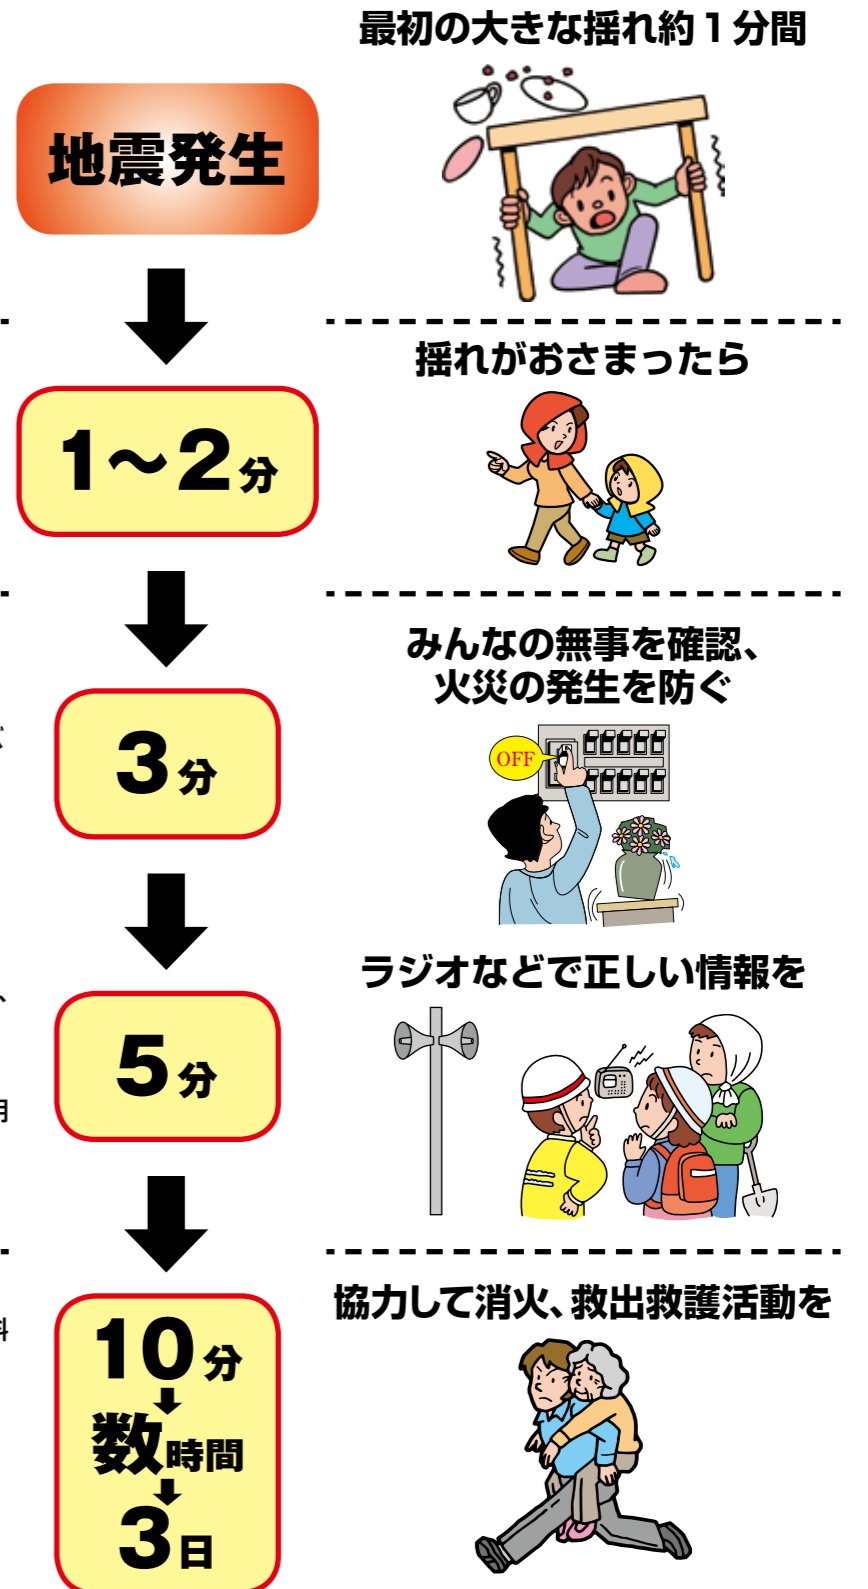 最初の大きな揺れ約1分間
地震発生
揺れがおさまったら
1〜2分
みんなの無事を確認、
火災の発生を防ぐ
OFF
3分
ラジオなどで正しい情報を
5分
協力して消火、救出救護活動を
10分
数時間
3日